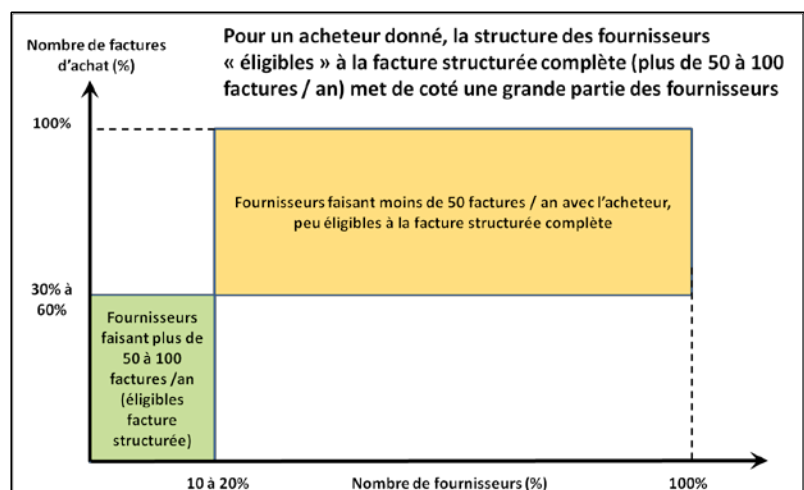 Nombre de factures
d'achat (%)
Pour un acheteur donné, la structure des fournisseurs
« éligibles » à la facture structurée complète (plus de 50 à 100
factures / an) met de coté une grande partie des fournisseurs
100%
Fournisseurs faisant moins de 50 factures / an avec l'acheteur,
peu éligibles à la facture structurée complète
30% à
60%
Fournisseurs
faisant plus de
50 à 100
factures /an
(éligibles
facture
structurée)
10 à 20%
Nombre de fournisseurs (%)
100%